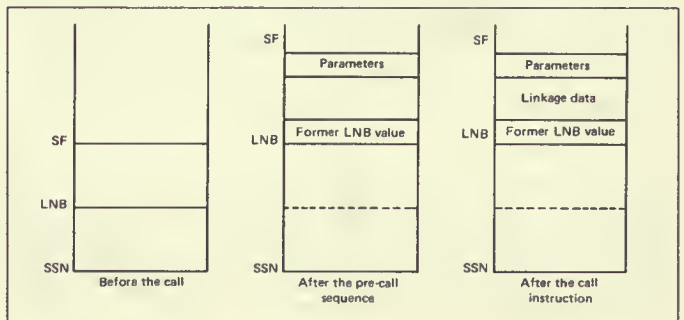 SF
LNB
SSN
Before the call
SF
Parameters
LNB
Former LNB value
SSN
After the pre-call
sequence
SF
Parameters
Linkage data
LNB
Former LNB value
SSN
After the call
instruction